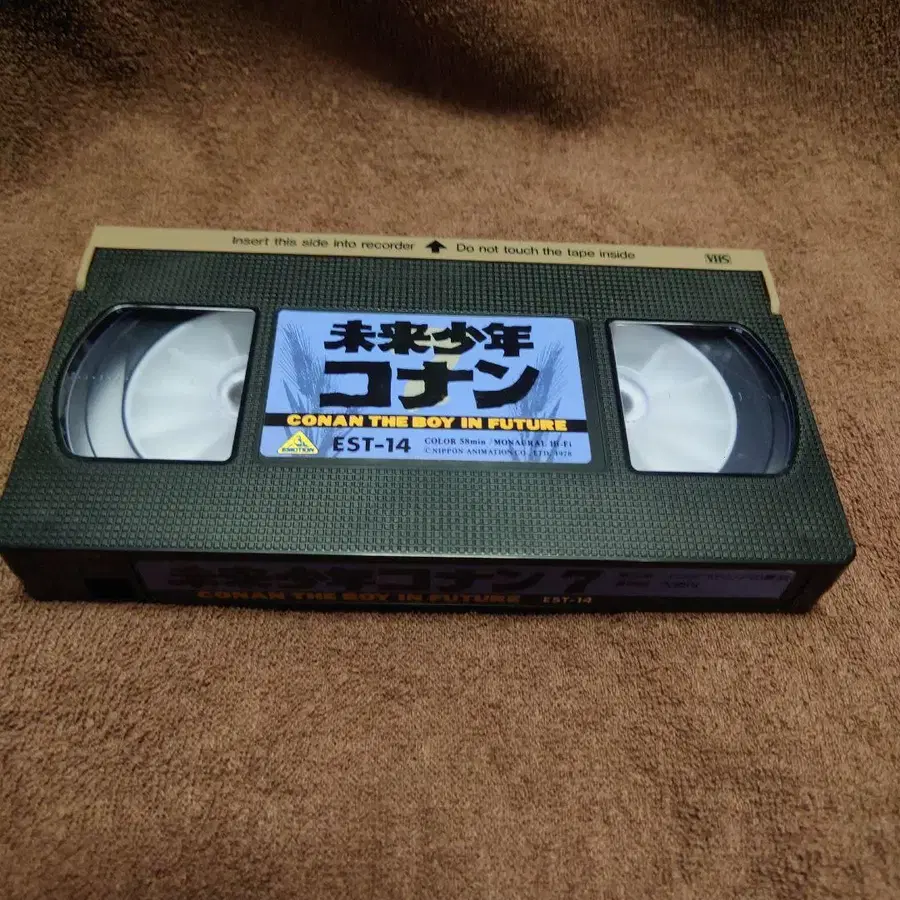 Insert this side into recorder Do not touch the tape inside VHS
未来少年
コナン
CONAN THE BOY IN FUTURE
EMOTION EST-14 COLOR 58min / MONAURAL Hi-Fi
© NIPPON ANIMATION CO., LTD. 1978
未来少年コナン 7
CONAN THE BOY IN FUTURE EST-14